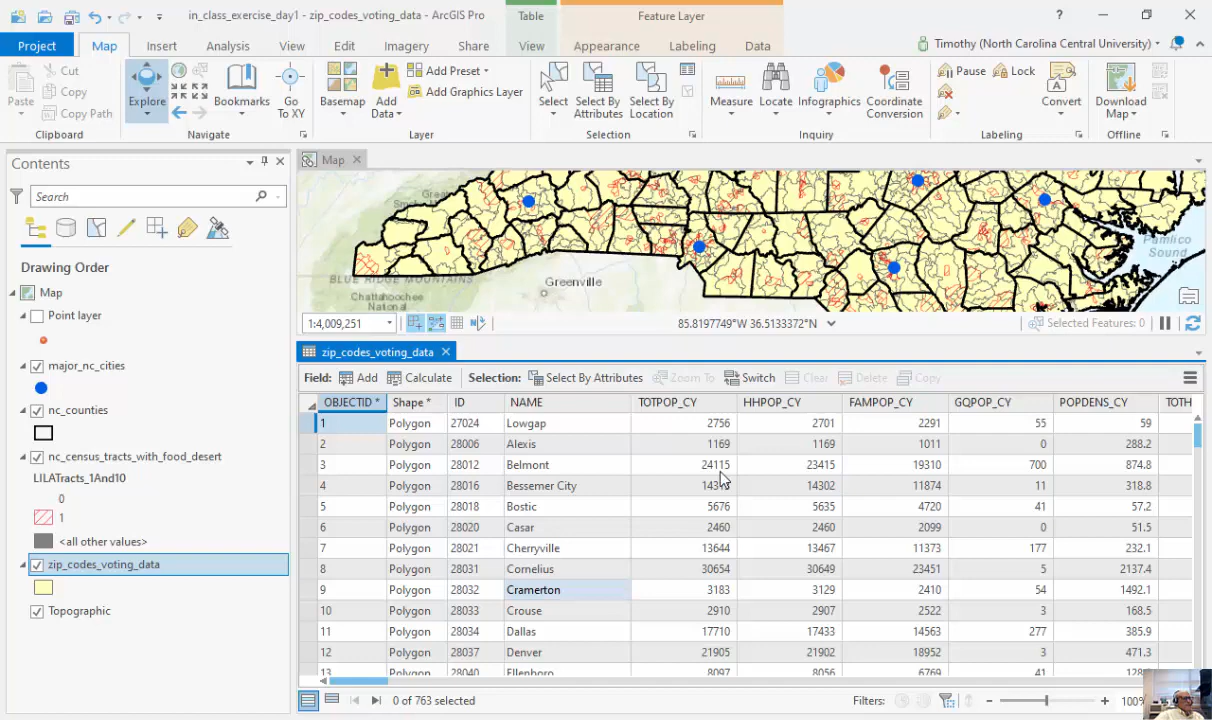 in_class_exercise_day1 - zip_codes_voting_data - ArcGIS Pro
Table
Feature Layer
?
Project Map Insert Analysis View Edit Imagery Share View Appearance Labeling Data
Timothy (North Carolina Central University)
Paste
Cut
Copy
Copy Path
Clipboard
Explore
Bookmarks
Go To XY
Navigate
Basemap
Add Data
Add Preset
Add Graphics Layer
Layer
Select
Select By Attributes
Select By Location
Selection
Measure
Locate
Infographics
Coordinate Conversion
Inquiry
Pause
Lock
Convert
Labeling
Download Map
Offline
Contents
Search
Drawing Order
Map
Point layer
major_nc_cities
nc_counties
nc_census_tracts_with_food_desert
LILATracts_1And10
0
1
<all other values>
zip_codes_voting_data
Topographic
Map
BLUE RIDGE MOUNTAINS
Chattahoochee
National
Greenville
Pamlico
Sound
1:4,009,251
85.8197749°W 36.5133372°N
Selected Features: 0
zip_codes_voting_data
Field: Add Calculate Selection: Select By Attributes Zoom To Switch Clear Delete Copy
OBJECTID * Shape * ID NAME TOTPOP_CY HHPOP_CY FAMPOP_CY GQPOP_CY POPDENS_CY TOTH
1 Polygon 27024 Lowgap 2756 2701 2291 55 59
2 Polygon 28006 Alexis 1169 1169 1011 0 288.2
3 Polygon 28012 Belmont 24115 23415 19310 700 874.8
4 Polygon 28016 Bessemer City 14302 11874 11 318.8
5 Polygon 28018 Bostic 5676 5635 4720 41 57.2
6 Polygon 28020 Casar 2460 2460 2099 0 51.5
7 Polygon 28021 Cherryville 13644 13467 11373 177 232.1
8 Polygon 28031 Cornelius 30654 30649 23451 5 2137.4
9 Polygon 28032 Cramerton 3183 3129 2410 54 1492.1
10 Polygon 28033 Crouse 2910 2907 2522 3 168.5
11 Polygon 28034 Dallas 17710 17433 14563 277 385.9
12 Polygon 28037 Denver 21905 21902 18952 3 471.3
13 Polygon 28040 Ellenboro 8097 8056 6769 41
0 of 763 selected
Filters:
- + 100%